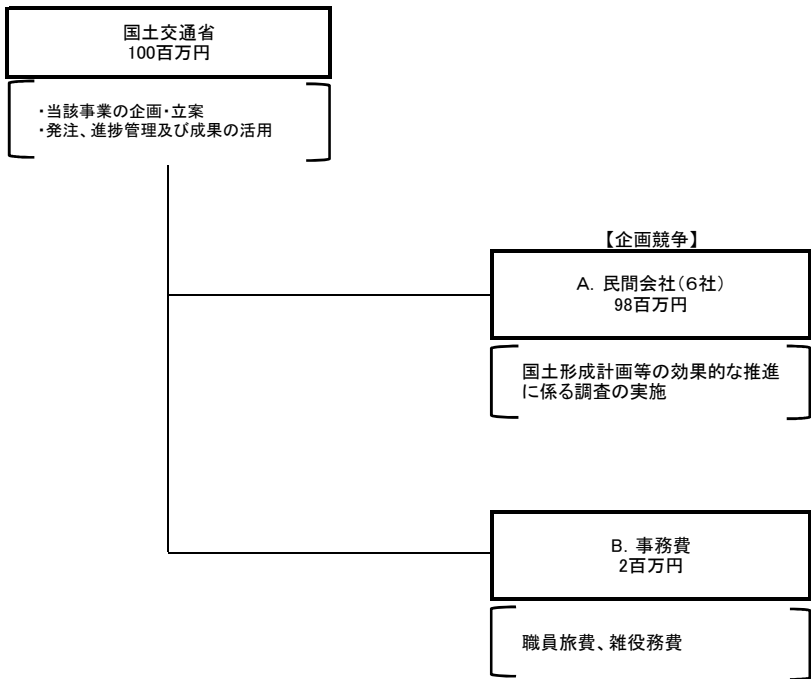 国土交通省
100百万円
・当該事業の企画・立案
・発注、進捗管理及び成果の活用
【企画競争】
A．民間会社（６社）
98百万円
国土形成計画等の効果的な推進
に係る調査の実施
B．事務費
2百万円
職員旅費、雑役務費